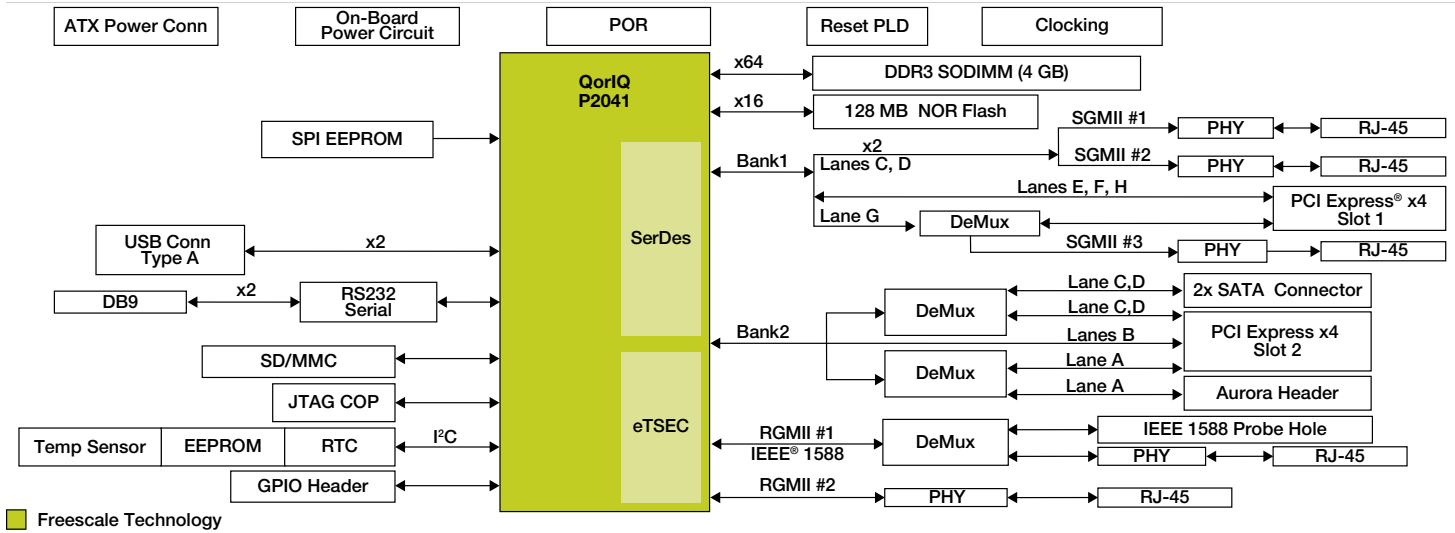 ATX Power Conn
On-Board
Power Circuit
POR
Reset PLD
Clocking
QorIQ
P2041
x64
DDR3 SODIMM (4 GB)
x16
128 MB NOR Flash
SPI EEPROM
SerDes
Bank1
x2
Lanes C, D
SGMII #1
PHY
RJ-45
SGMII #2
PHY
RJ-45
Lanes E, F, H
PCI Express® x4
Slot 1
Lane G
DeMux
SGMII #3
PHY
RJ-45
USB Conn
Type A
x2
DB9
x2
RS232
Serial
Bank2
DeMux
Lane C,D
2x SATA Connector
Lane C,D
Lanes B
PCI Express x4
Slot 2
DeMux
Lane A
Lane A
Aurora Header
SD/MMC
JTAG COP
eTSEC
Temp Sensor
EEPROM
RTC
I²C
GPIO Header
RGMII #1
IEEE® 1588
DeMux
IEEE 1588 Probe Hole
PHY
RJ-45
RGMII #2
PHY
RJ-45
Freescale Technology